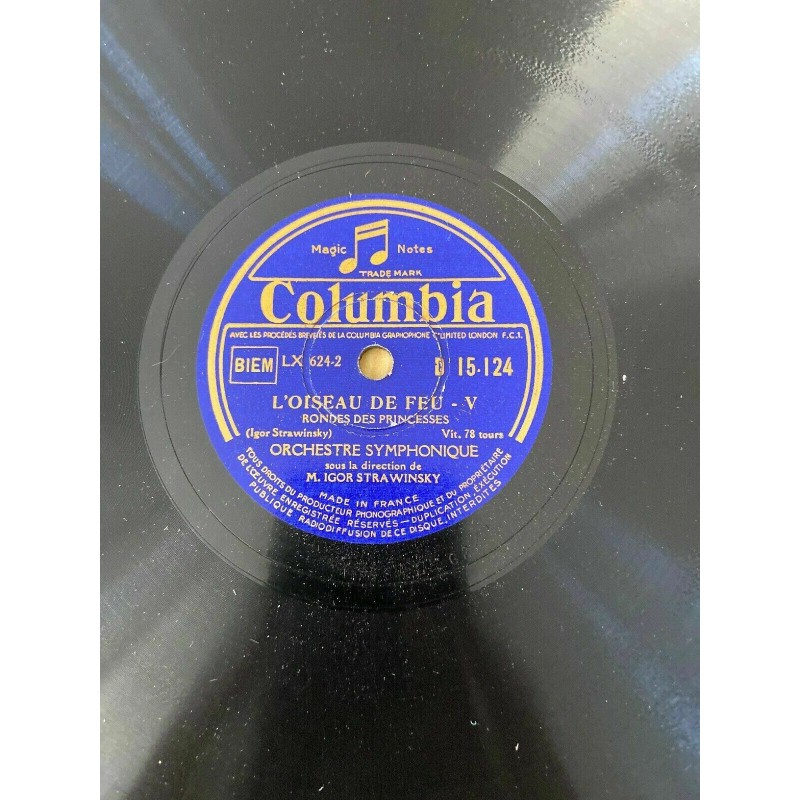 Magic Notes
TRADE MARK
Columbia
AVEC LES PROCÉDÉS BREVETÉS DE LA COLUMBIA GRAPHOPHONE LIMITED LONDON F.C.1.
BIEM LX 624-2 15-124
L'OISEAU DE FEU - V
RONDES DES PRINCESSES
(Igor Strawinsky) Vit. 78 tours
ORCHESTRE SYMPHONIQUE
sous la direction de
M. IGOR STRAWINSKY
MADE IN FRANCE
TOUS DROITS DU PRODUCTEUR PHONOGRAPHIQUE ET DU PROPRIÉTAIRE
DE L'ŒUVRE ENREGISTRÉE RÉSERVÉS — DUPLICATION, EXÉCUTION
PUBLIQUE RADIODIFFUSION DE CE DISQUE, INTERDITES